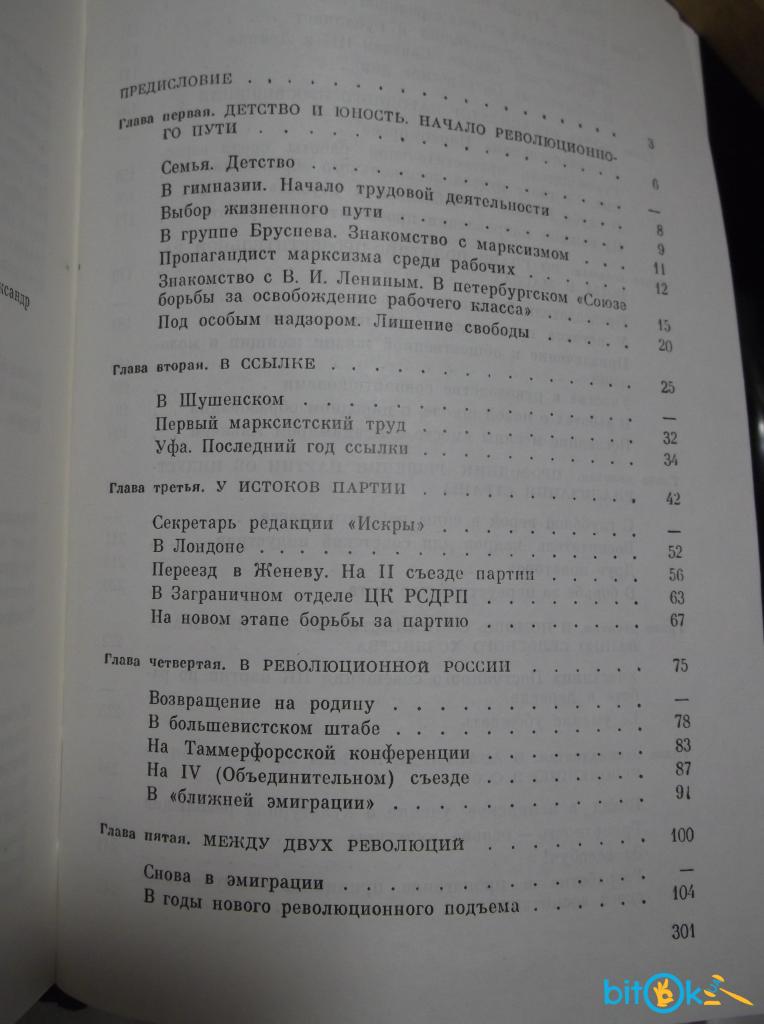 ксандр
ПРЕДИСЛОВИЕ . . . . . . . . . . . . . . . 3
Глава первая. ДЕТСТВО И ЮНОСТЬ. НАЧАЛО РЕВОЛЮЦИОННО-
ГО ПУТИ . . . . . . . . . . . . . . . 6
Семья. Детство . . . . . . . . . . . . —
В гимназии. Начало трудовой деятельности . . . . 8
Выбор жизненного пути . . . . . . . . . 9
В группе Бруснева. Знакомство с марксизмом . . . . 11
Пропагандист марксизма среди рабочих . . . . . 12
Знакомство с В. И. Лениным. В петербургском «Союзе
борьбы за освобождение рабочего класса» . . . . . 15
Под особым надзором. Лишение свободы . . . . . 20
Глава вторая. В ССЫЛКЕ . . . . . . . . . . . . . 25
В Шушенском . . . . . . . . . . . . . —
Первый марксистский труд . . . . . . . . . 32
Уфа. Последний год ссылки . . . . . . . . . 34
Глава третья. У ИСТОКОВ ПАРТИИ . . . . . . . . . . 42
Секретарь редакции «Искры» . . . . . . . . . —
В Лондоне . . . . . . . . . . . . . . 52
Переезд в Женеву. На II съезде партии . . . . . 56
В Заграничном отделе ЦК РСДРП . . . . . . . 63
На новом этапе борьбы за партию . . . . . . . 67
Глава четвертая. В РЕВОЛЮЦИОННОЙ РОССИИ . . . . . . 75
Возвращение на родину . . . . . . . . . . —
В большевистском штабе . . . . . . . . . . 78
На Таммерфорсской конференции . . . . . . . 83
На IV (Объединительном) съезде . . . . . . . 87
В «ближней эмиграции» . . . . . . . . . . 91
Глава пятая. МЕЖДУ ДВУХ РЕВОЛЮЦИЙ . . . . . . . 100
Снова в эмиграции . . . . . . . . . . . . —
В годы нового революционного подъема . . . . . 104
301
bitok